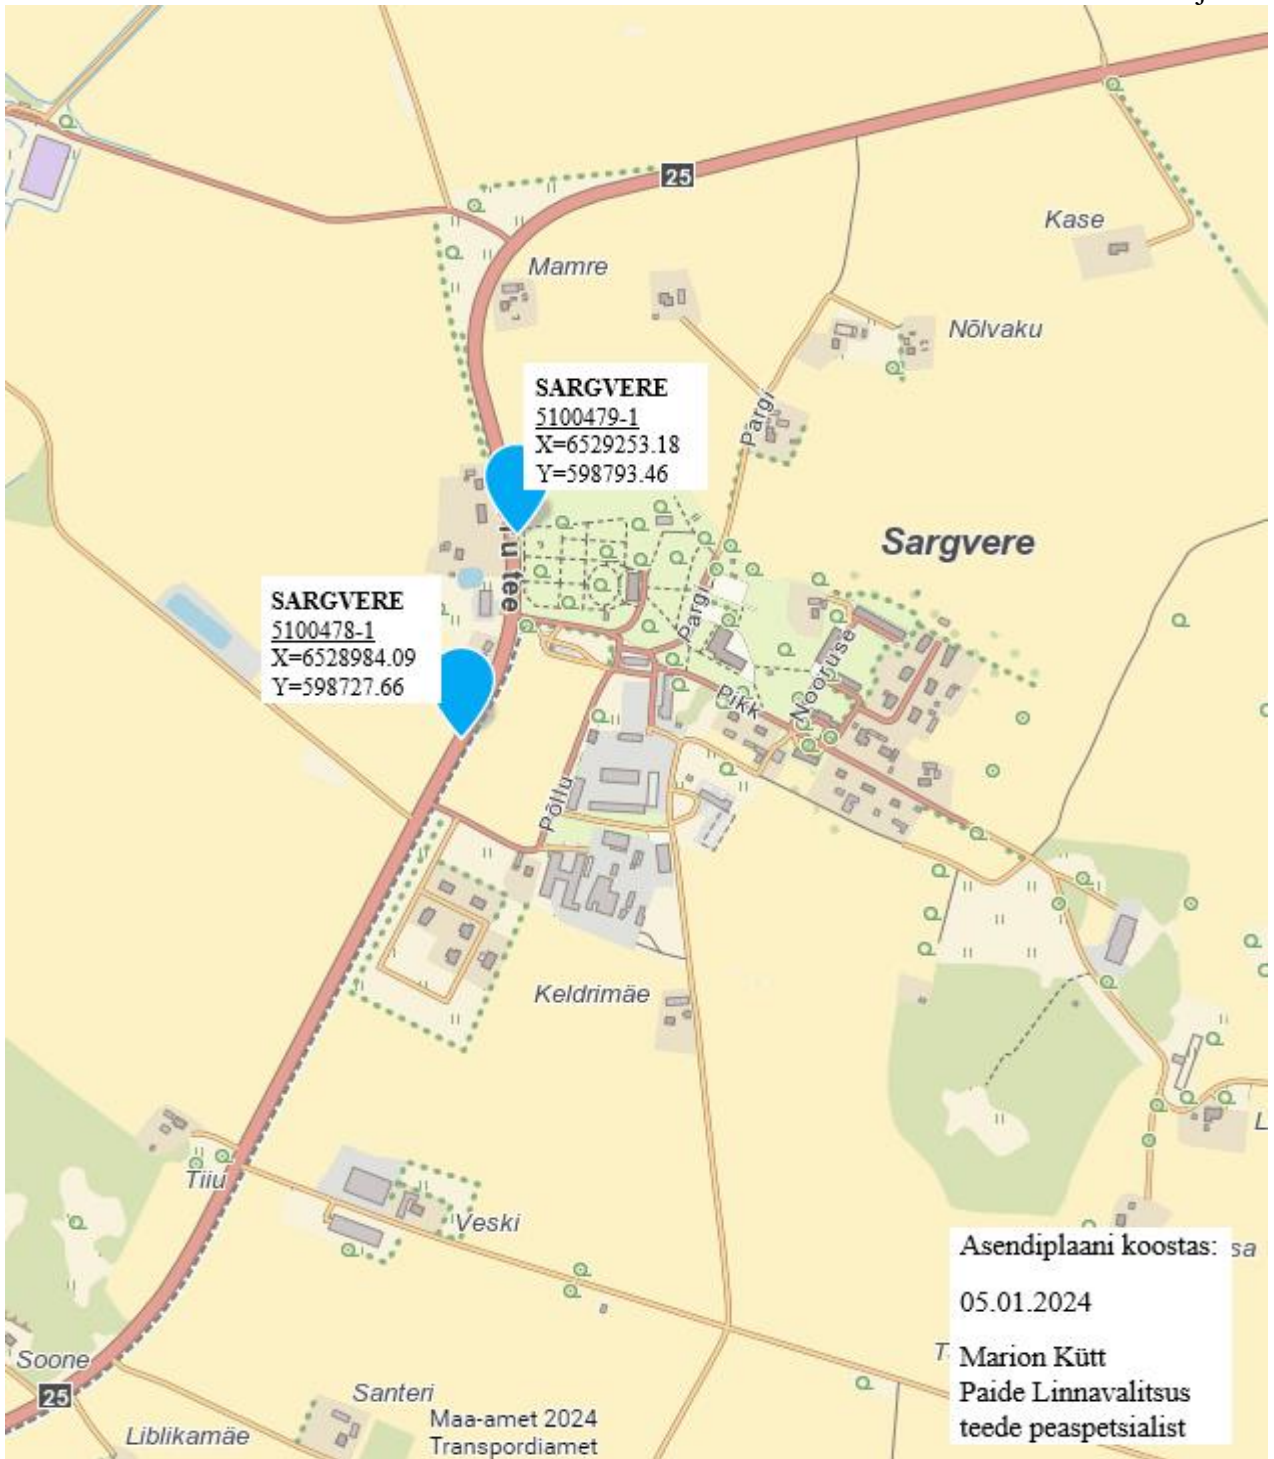 25
Kase
Mamre
Nõlvaku
SARGVERE
5100479-1
X=6529253.18
Y=598793.46
Pärgi
Sargvere
tee
SARGVERE
5100478-1
X=6528984.09
Y=598727.66
Pärgi
Nooruse
Pikk
Põllu
Keldrimäe
Tiiu
Veski
Asendiplaani koostas:
05.01.2024
Marion Kütt
Paide Linnavalitsus
teede peaspetsialist
Soone
25
Santeri
Liblikamäe
Maa-amet 2024
Transpordiamet